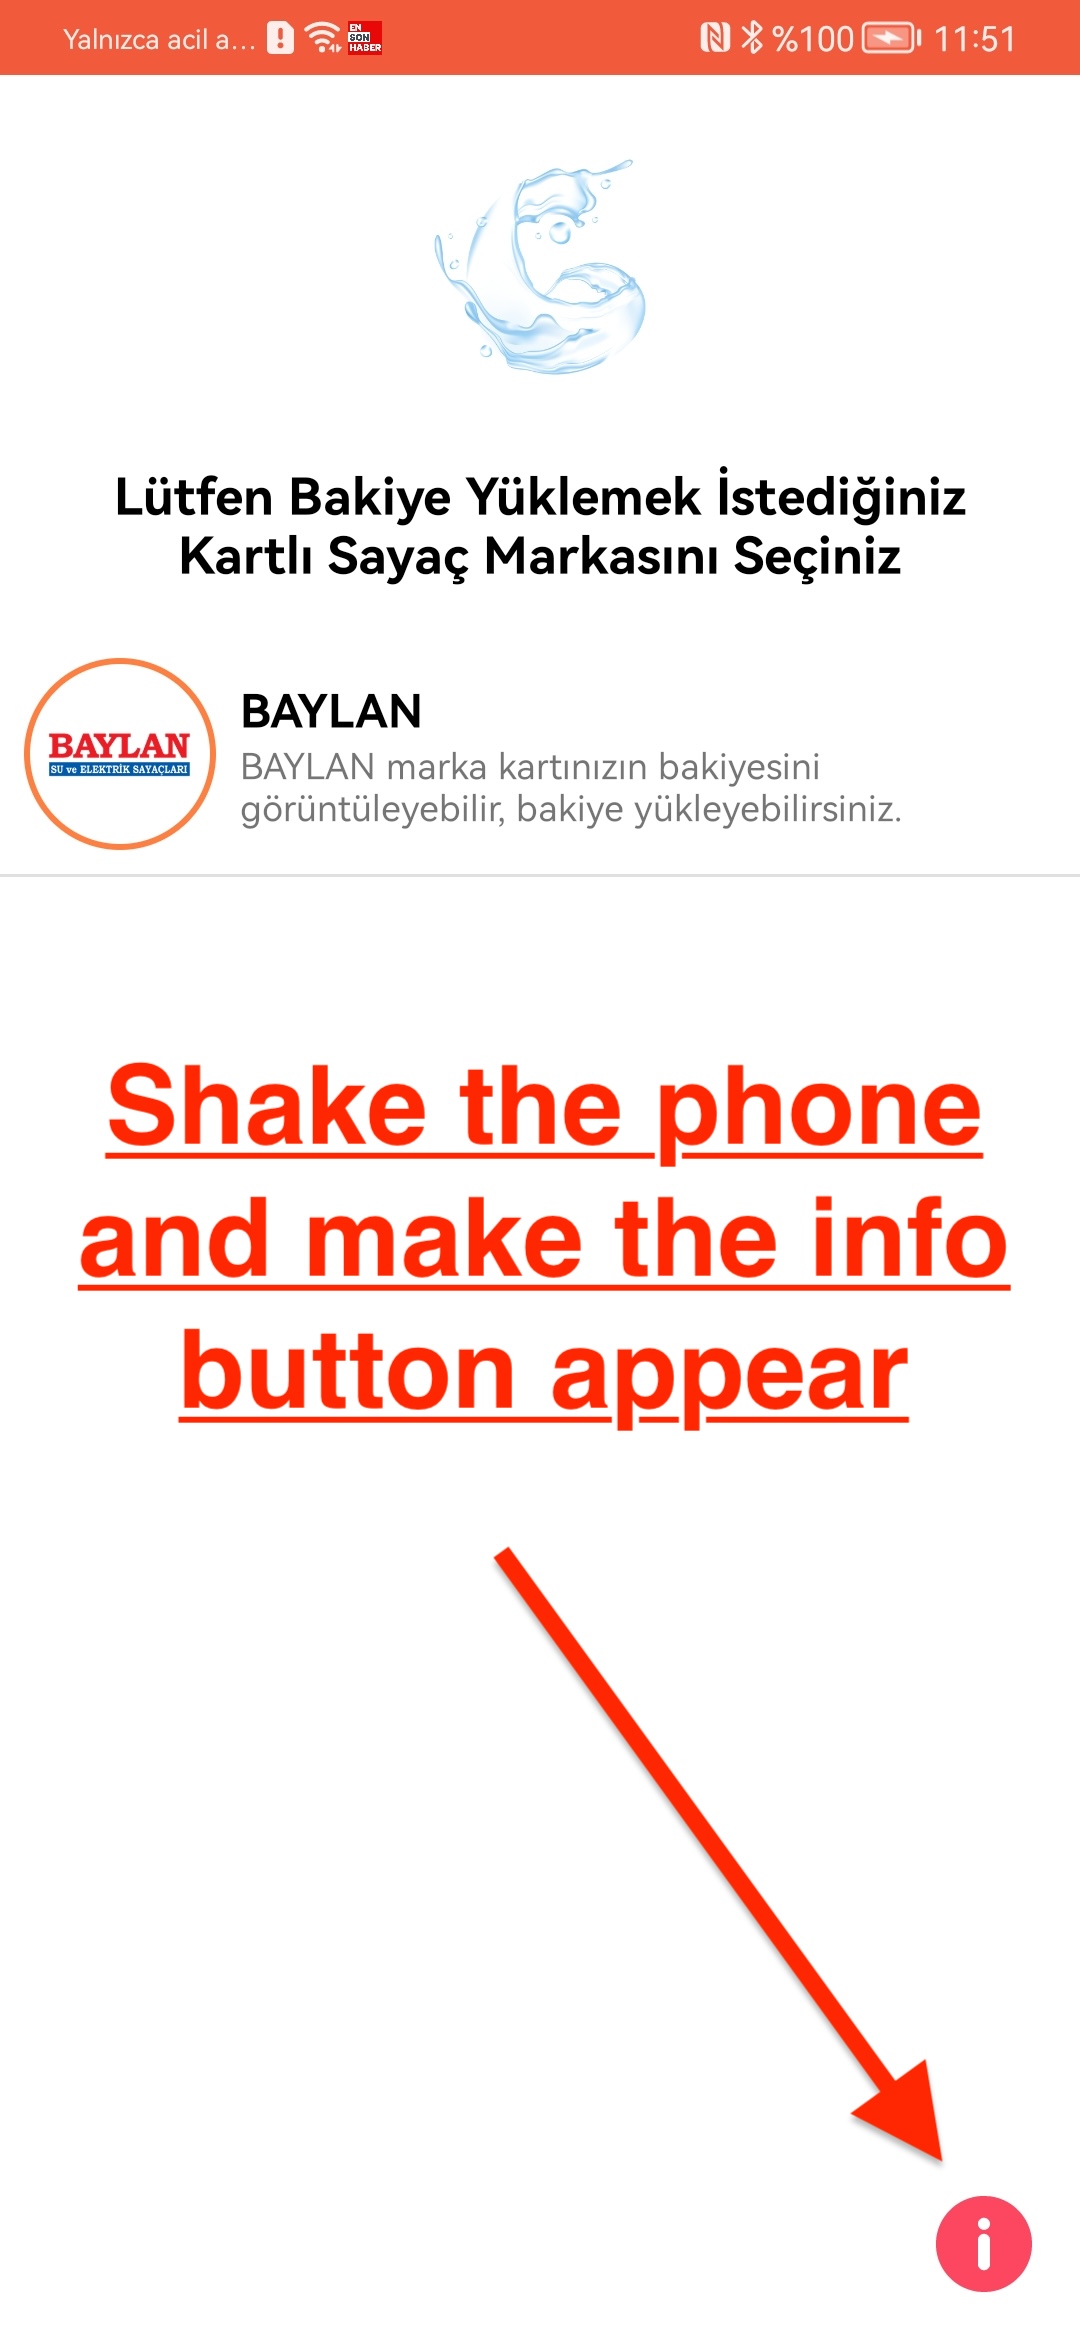 Yalnızca acil a...
EN
SON
HABER
%100
11:51
Lütfen Bakiye Yüklemek İstediğiniz
Kartlı Sayaç Markasını Seçiniz
BAYLAN
SU ve ELEKTRİK SAYAÇLARI
BAYLAN
BAYLAN marka kartınızın bakiyesini
görüntüleyebilir, bakiye yükleyebilirsiniz.
Shake the phone
and make the info
button appear